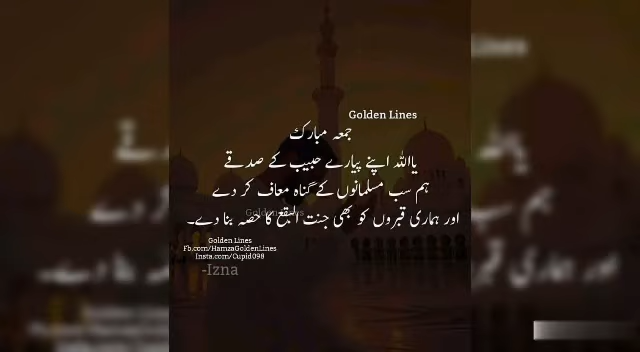 Golden Lines
جمعہ مبارک
یااللہ اپنے پیارے حبیب کے صدقے
ہم سب مسلمانوں کے گناہ معاف کر دے
اور ہماری قبروں کو بھی جنت البقیع کا حصہ بنا دے۔
Golden Lines
Fb.com/HamzaGoldenLines
Insta.com/Cupid098
-Izna